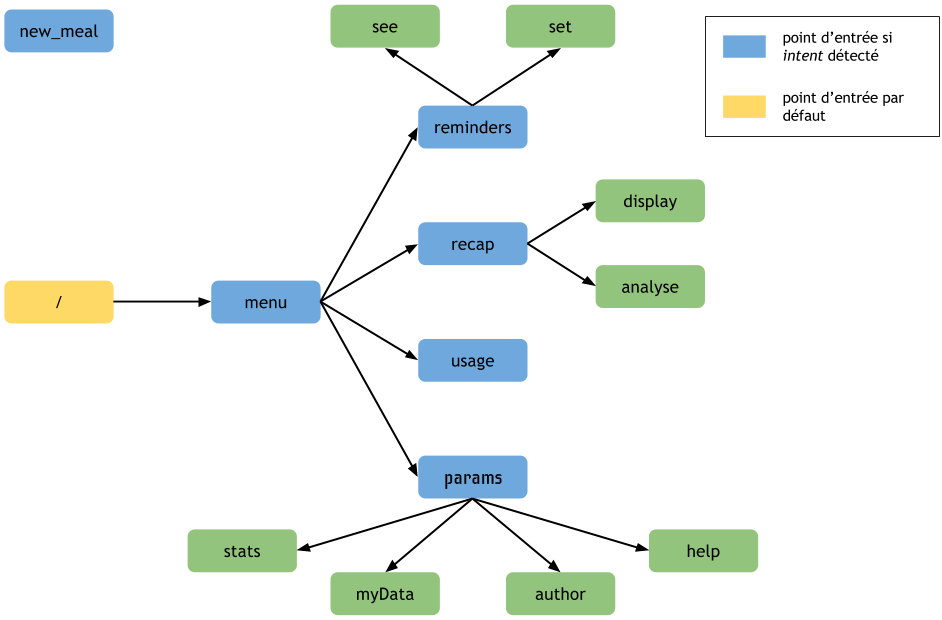 new_meal
see
set
point d’entrée si
intent détecté
point d’entrée par
défaut
reminders
display
recap
analyse
/
menu
usage
params
stats
help
myData
author